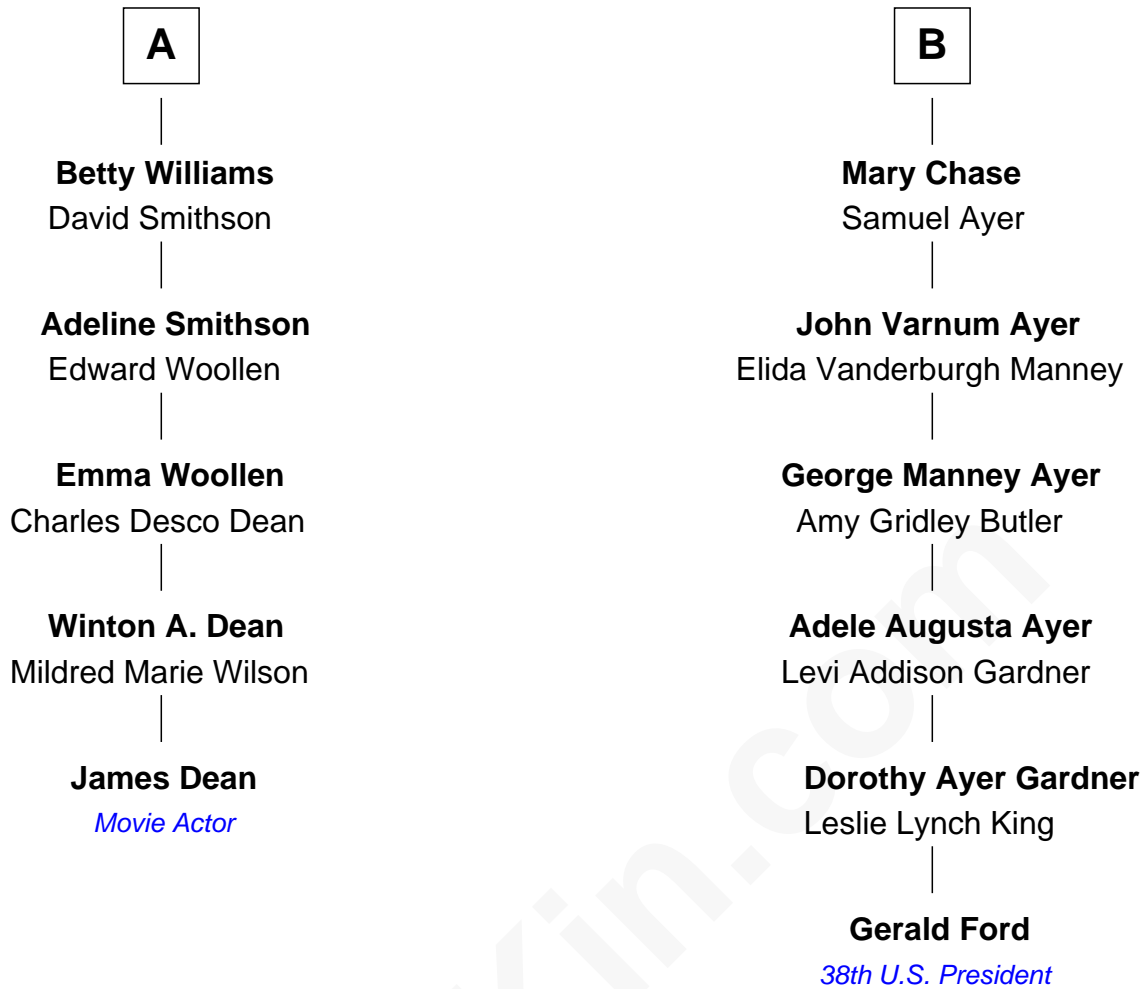 A
Betty Williams
David Smithson
Adeline Smithson
Edward Woollen
Emma Woollen
Charles Desco Dean
Winton A. Dean
Mildred Marie Wilson
James Dean
Movie Actor
B
Mary Chase
Samuel Ayer
John Varnum Ayer
Elida Vanderburgh Manney
George Manney Ayer
Amy Gridley Butler
Adele Augusta Ayer
Levi Addison Gardner
Dorothy Ayer Gardner
Leslie Lynch King
Gerald Ford
38th U.S. President
Kin.com